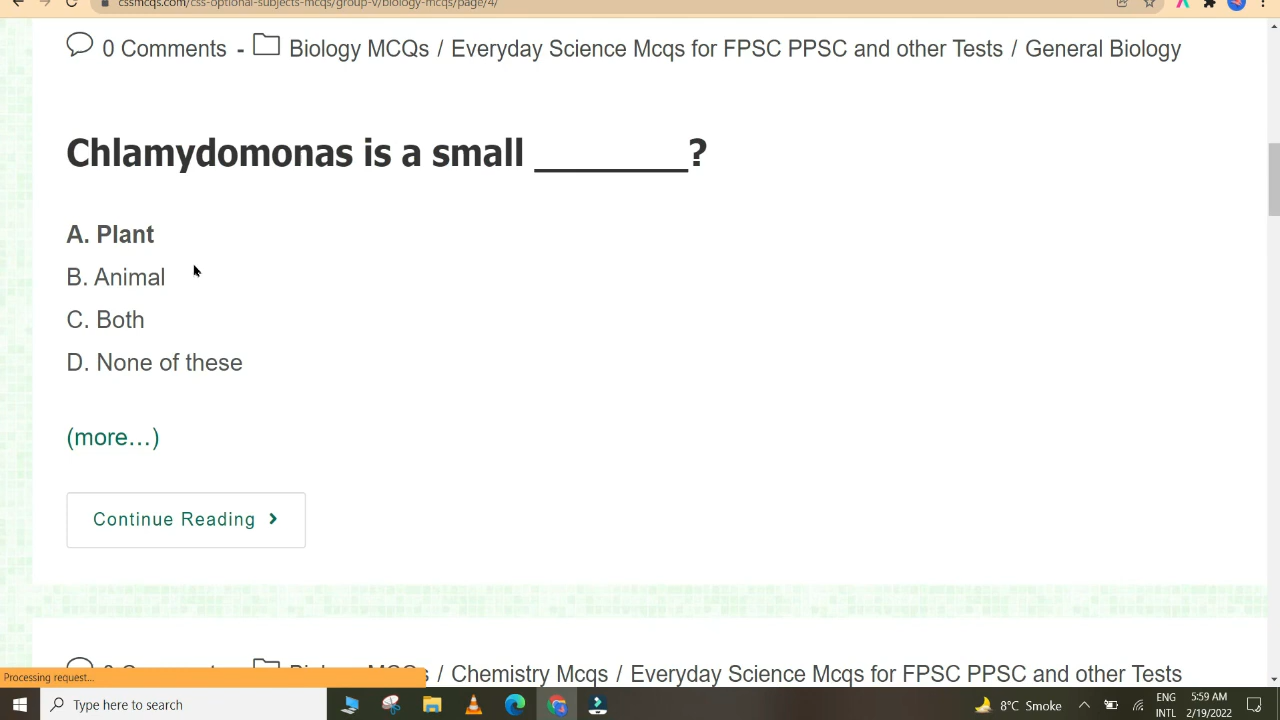 cssmcqs.com/css-optional-subjects-mcqs/group-v/biology-mcqs/page/4/
0 Comments - Biology MCQs / Everyday Science Mcqs for FPSC PPSC and other Tests / General Biology
Chlamydomonas is a small ________?
A. Plant
B. Animal
C. Both
D. None of these
(more…)
Continue Reading
/ Chemistry Mcqs / Everyday Science Mcqs for FPSC PPSC and other Tests
Processing request...
Type here to search
8°C Smoke
ENG
INTL
5:59 AM
2/19/2022